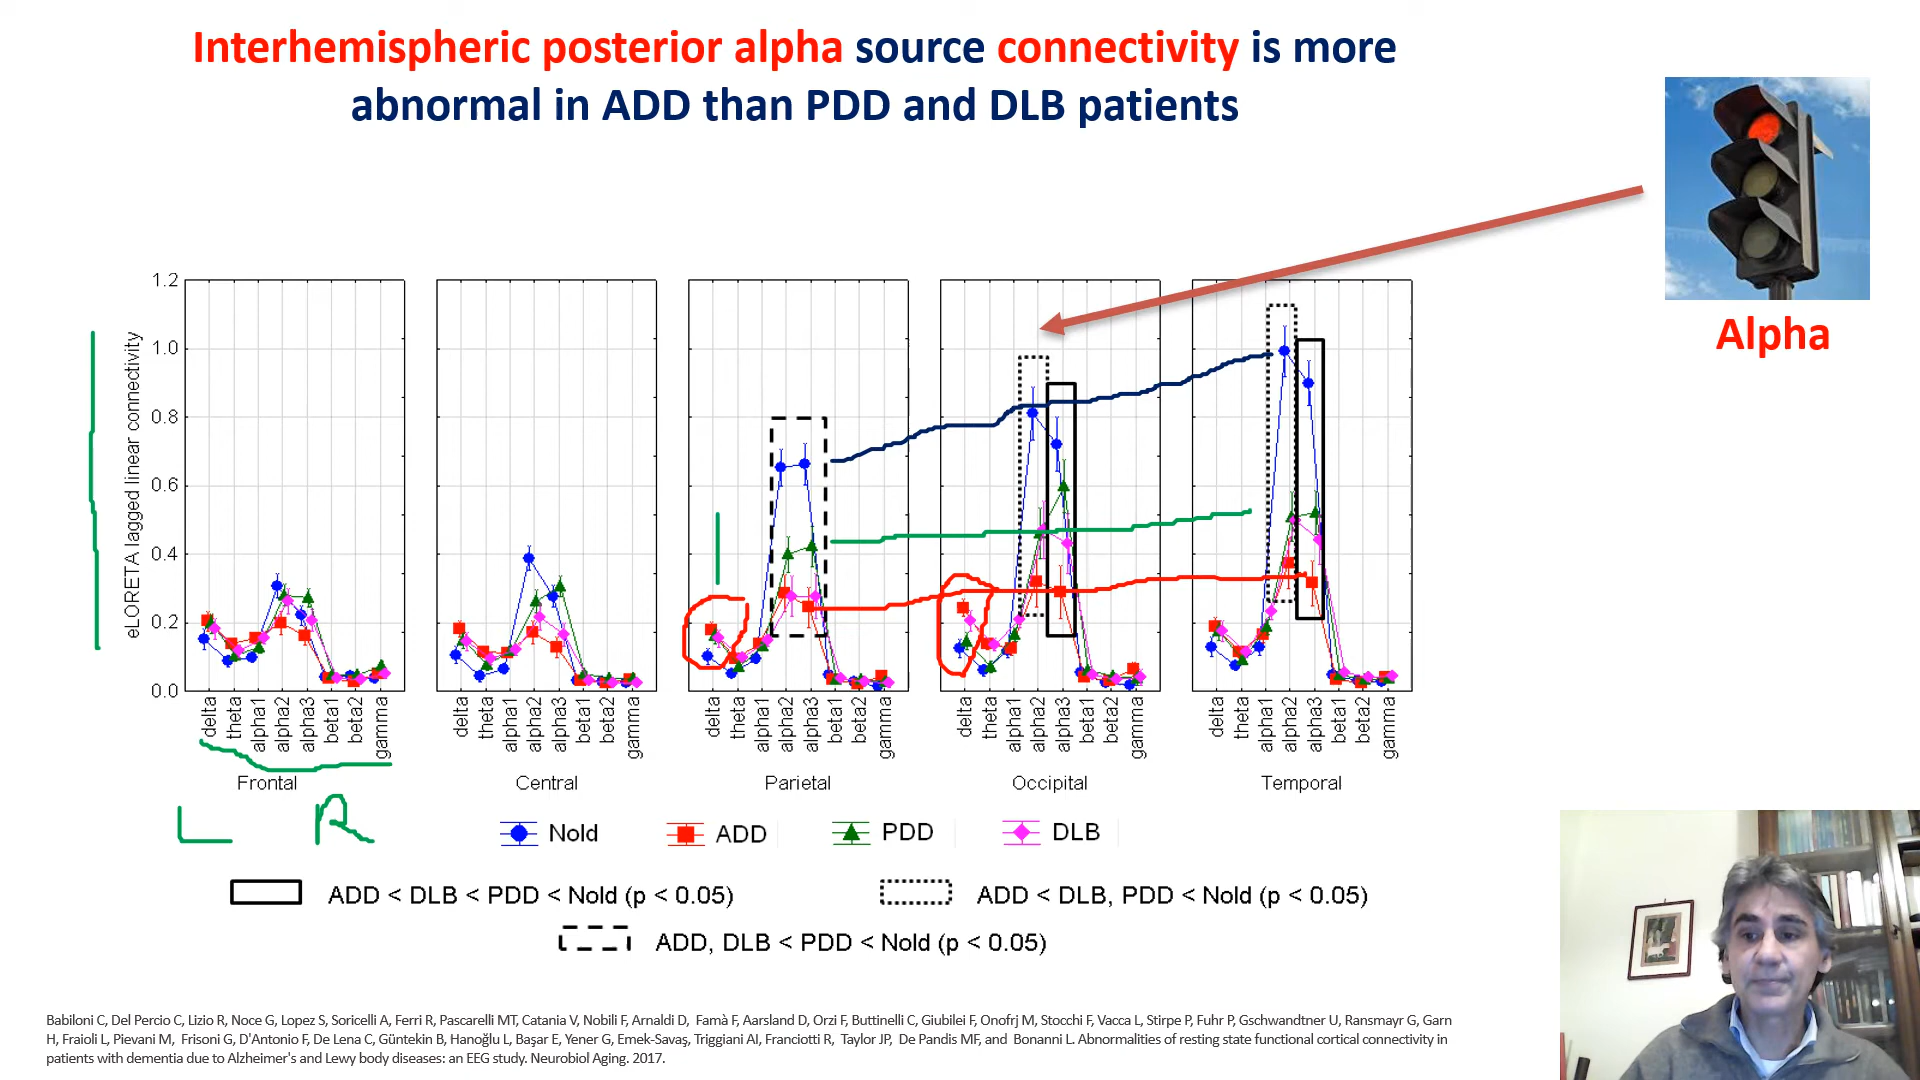 Interhemispheric posterior alpha source connectivity is more
abnormal in ADD than PDD and DLB patients
Alpha
eLORETA lagged linear connectivity
1.2
1.0
0.8
0.6
0.4
0.2
0.0
delta theta alpha1 alpha2 alpha3 beta1 beta2 gamma
delta theta alpha1 alpha2 alpha3 beta1 beta2 gamma
delta theta alpha1 alpha2 alpha3 beta1 beta2 gamma
delta theta alpha1 alpha2 alpha3 beta1 beta2 gamma
delta theta alpha1 alpha2 alpha3 beta1 beta2 gamma
Frontal Central Parietal Occipital Temporal
L R
Nold ADD PDD DLB
ADD < DLB < PDD < Nold (p < 0.05) ADD < DLB, PDD < Nold (p < 0.05)
ADD, DLB < PDD < Nold (p < 0.05)
Babiloni C, Del Percio C, Lizio R, Noce G, Lopez S, Soricelli A, Ferri R, Pascarelli MT, Catania V, Nobili F, Arnaldi D, Famà F, Aarsland D, Orzi F, Buttinelli C, Giubilei F, Onofrj M, Stocchi F, Vacca L, Stirpe P, Fuhr P, Gschwandtner U, Ransmayr G, Garn
H, Fraioli L, Pievani M, Frisoni G, D'Antonio F, De Lena C, Güntekin B, Hanoğlu L, Başar E, Yener G, Emek-Savaş, Triggiani AI, Franciotti R, Taylor JP, De Pandis MF, and Bonanni L. Abnormalities of resting state functional cortical connectivity in
patients with dementia due to Alzheimer's and Lewy body diseases: an EEG study. Neurobiol Aging. 2017.